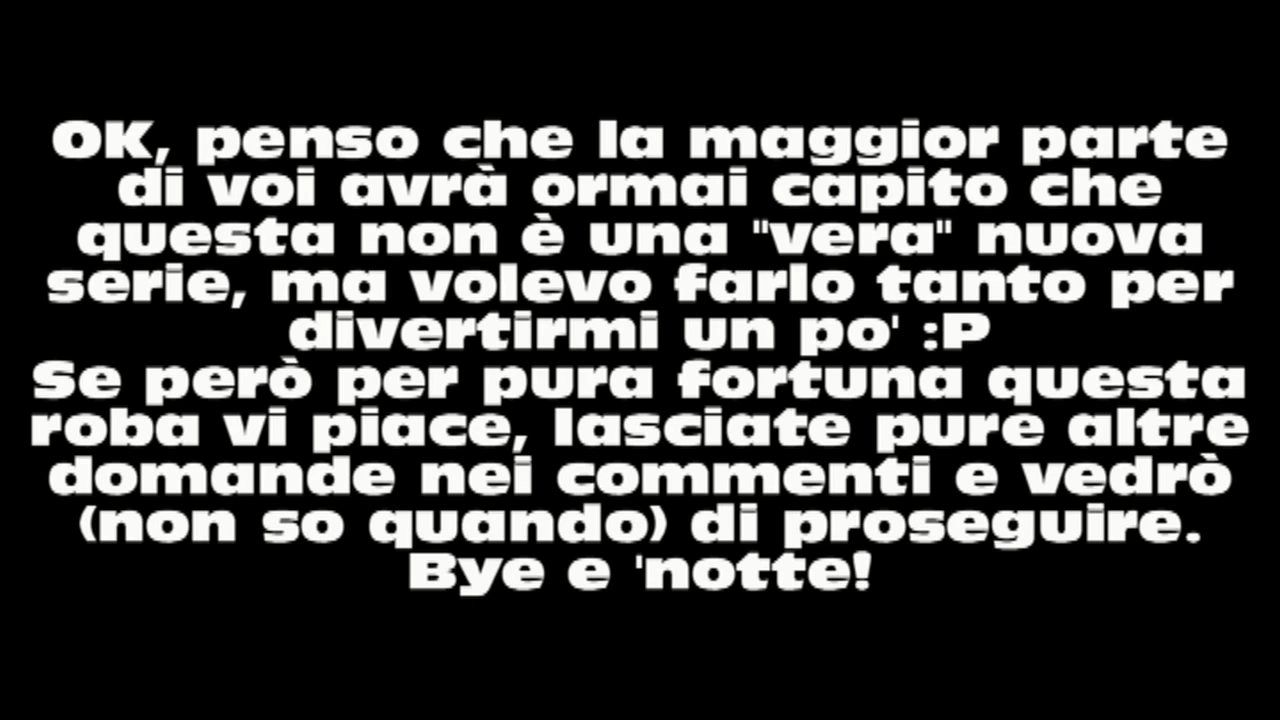 OK, penso che la maggior parte
di voi avrà ormai capito che
questa non è una "vera" nuova
serie, ma volevo farlo tanto per
divertirmi un po' :P
Se però per pura fortuna questa
roba vi piace, lasciate pure altre
domande nei commenti e vedrò
(non so quando) di proseguire.
Bye e 'notte!